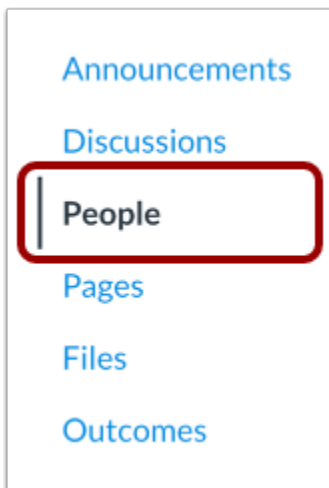 Announcements
Discussions
People
Pages
Files
Outcomes